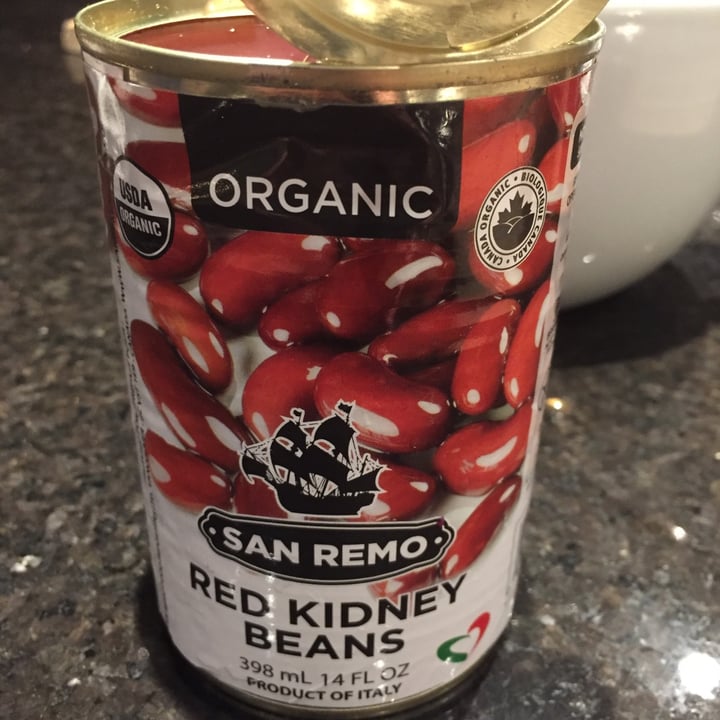 ORGANIC
USDA
ORGANIC
CANADA ORGANIC • BIOLOGIQUE CANADA •
SAN REMO
RED KIDNEY
BEANS
398 mL 14 FL OZ
PRODUCT OF ITALY